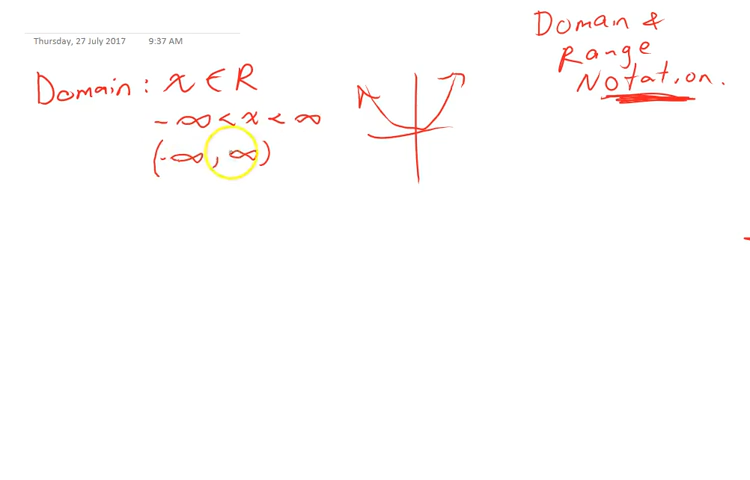 Thursday, 27 July 2017 9:37 AM
Domain &
Range
Notation.
Domain: x ∈ R
-∞ < x < ∞
(-∞, ∞)